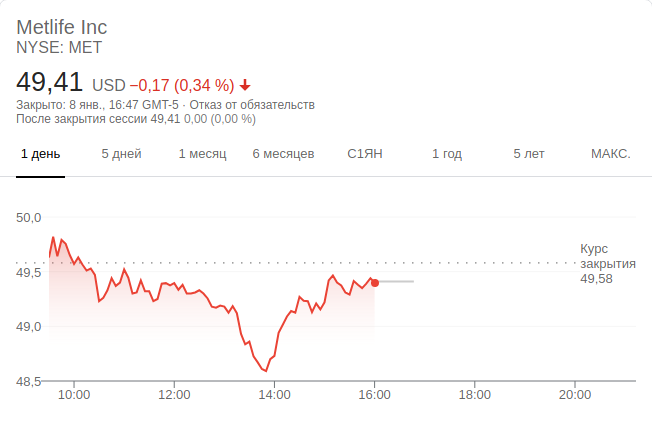 Metlife Inc
NYSE: MET
49,41 USD −0,17 (0,34 %)
Закрыто: 8 янв., 16:47 GMT-5 · Отказ от обязательств
После закрытия сессии 49,41 0,00 (0,00 %)
1 день 5 дней 1 месяц 6 месяцев С1ЯН 1 год 5 лет МАКС.
50,0
49,5
49,0
48,5
Курс
закрытия
49,58
10:00 12:00 14:00 16:00 18:00 20:00